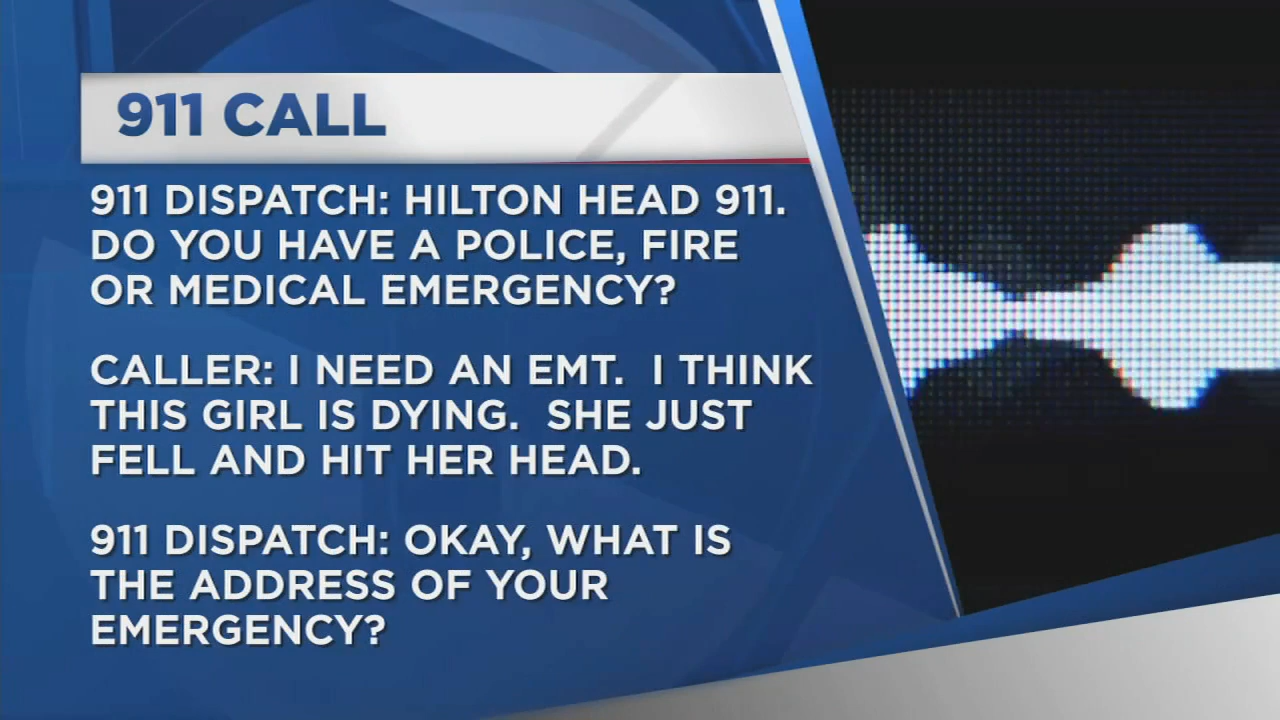 911 CALL
911 DISPATCH: HILTON HEAD 911.
DO YOU HAVE A POLICE, FIRE
OR MEDICAL EMERGENCY?
CALLER: I NEED AN EMT.  I THINK
THIS GIRL IS DYING.  SHE JUST
FELL AND HIT HER HEAD.
911 DISPATCH: OKAY, WHAT IS
THE ADDRESS OF YOUR
EMERGENCY?